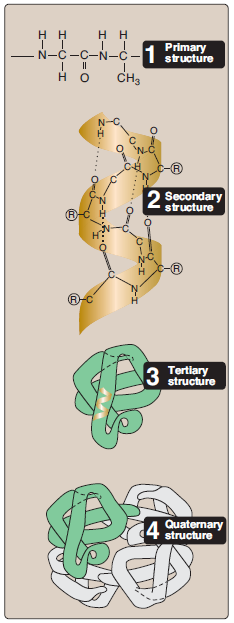 H H H H
N C C N C
H O CH3
1 Primary
structure
N C
H
O
O C
N C
C H
C N C R
O C H N
C C
N O
R C H C
2 Secondary
structure
N C O
H
O C
N C
H C R
C
R C N
H
3 Tertiary
structure
4 Quaternary
structure